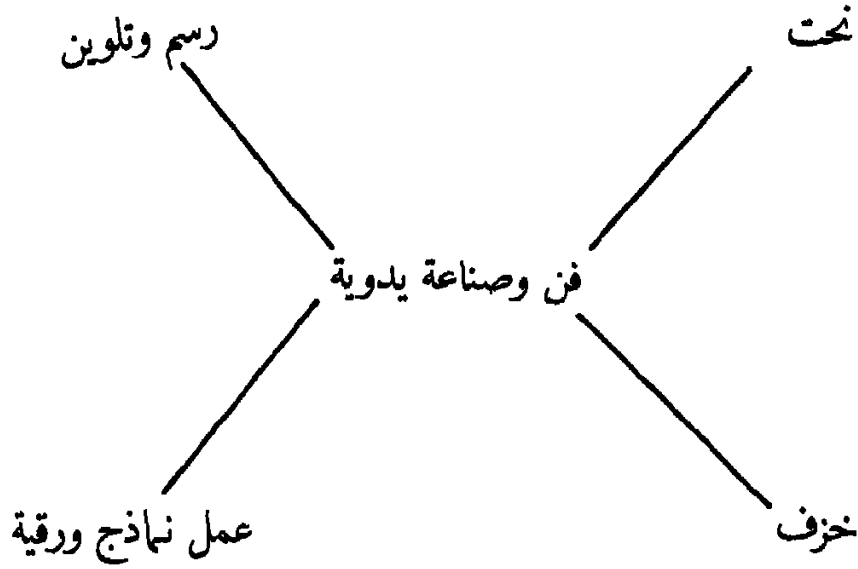 نحت
رسم وتلوين
فن وصناعة يدوية
خزف
عمل نماذج ورقية